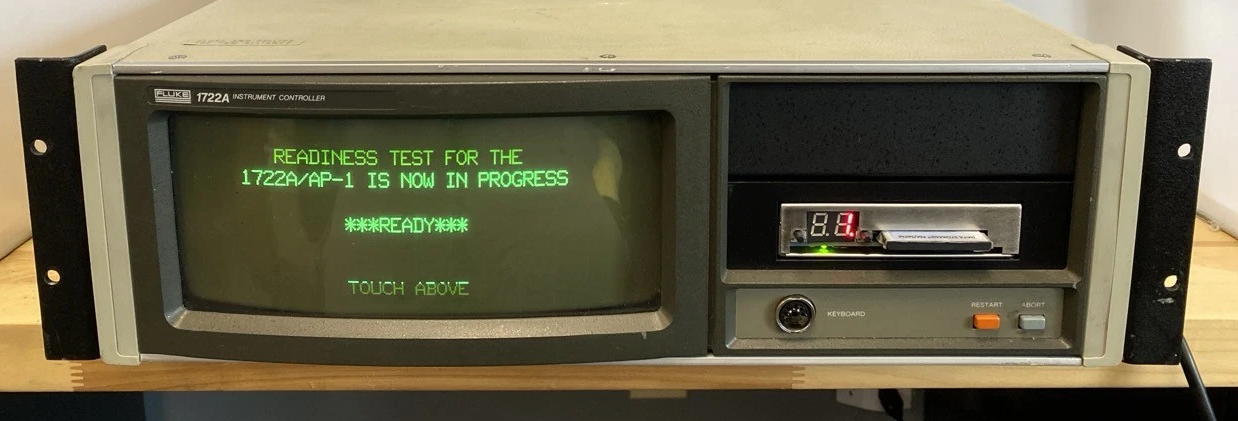 FLUKE 1722A INSTRUMENT CONTROLLER
READINESS TEST FOR THE
1722A/AP-1 IS NOW IN PROGRESS
***READY***
TOUCH ABOVE
KEYBOARD
RESTART
ABORT